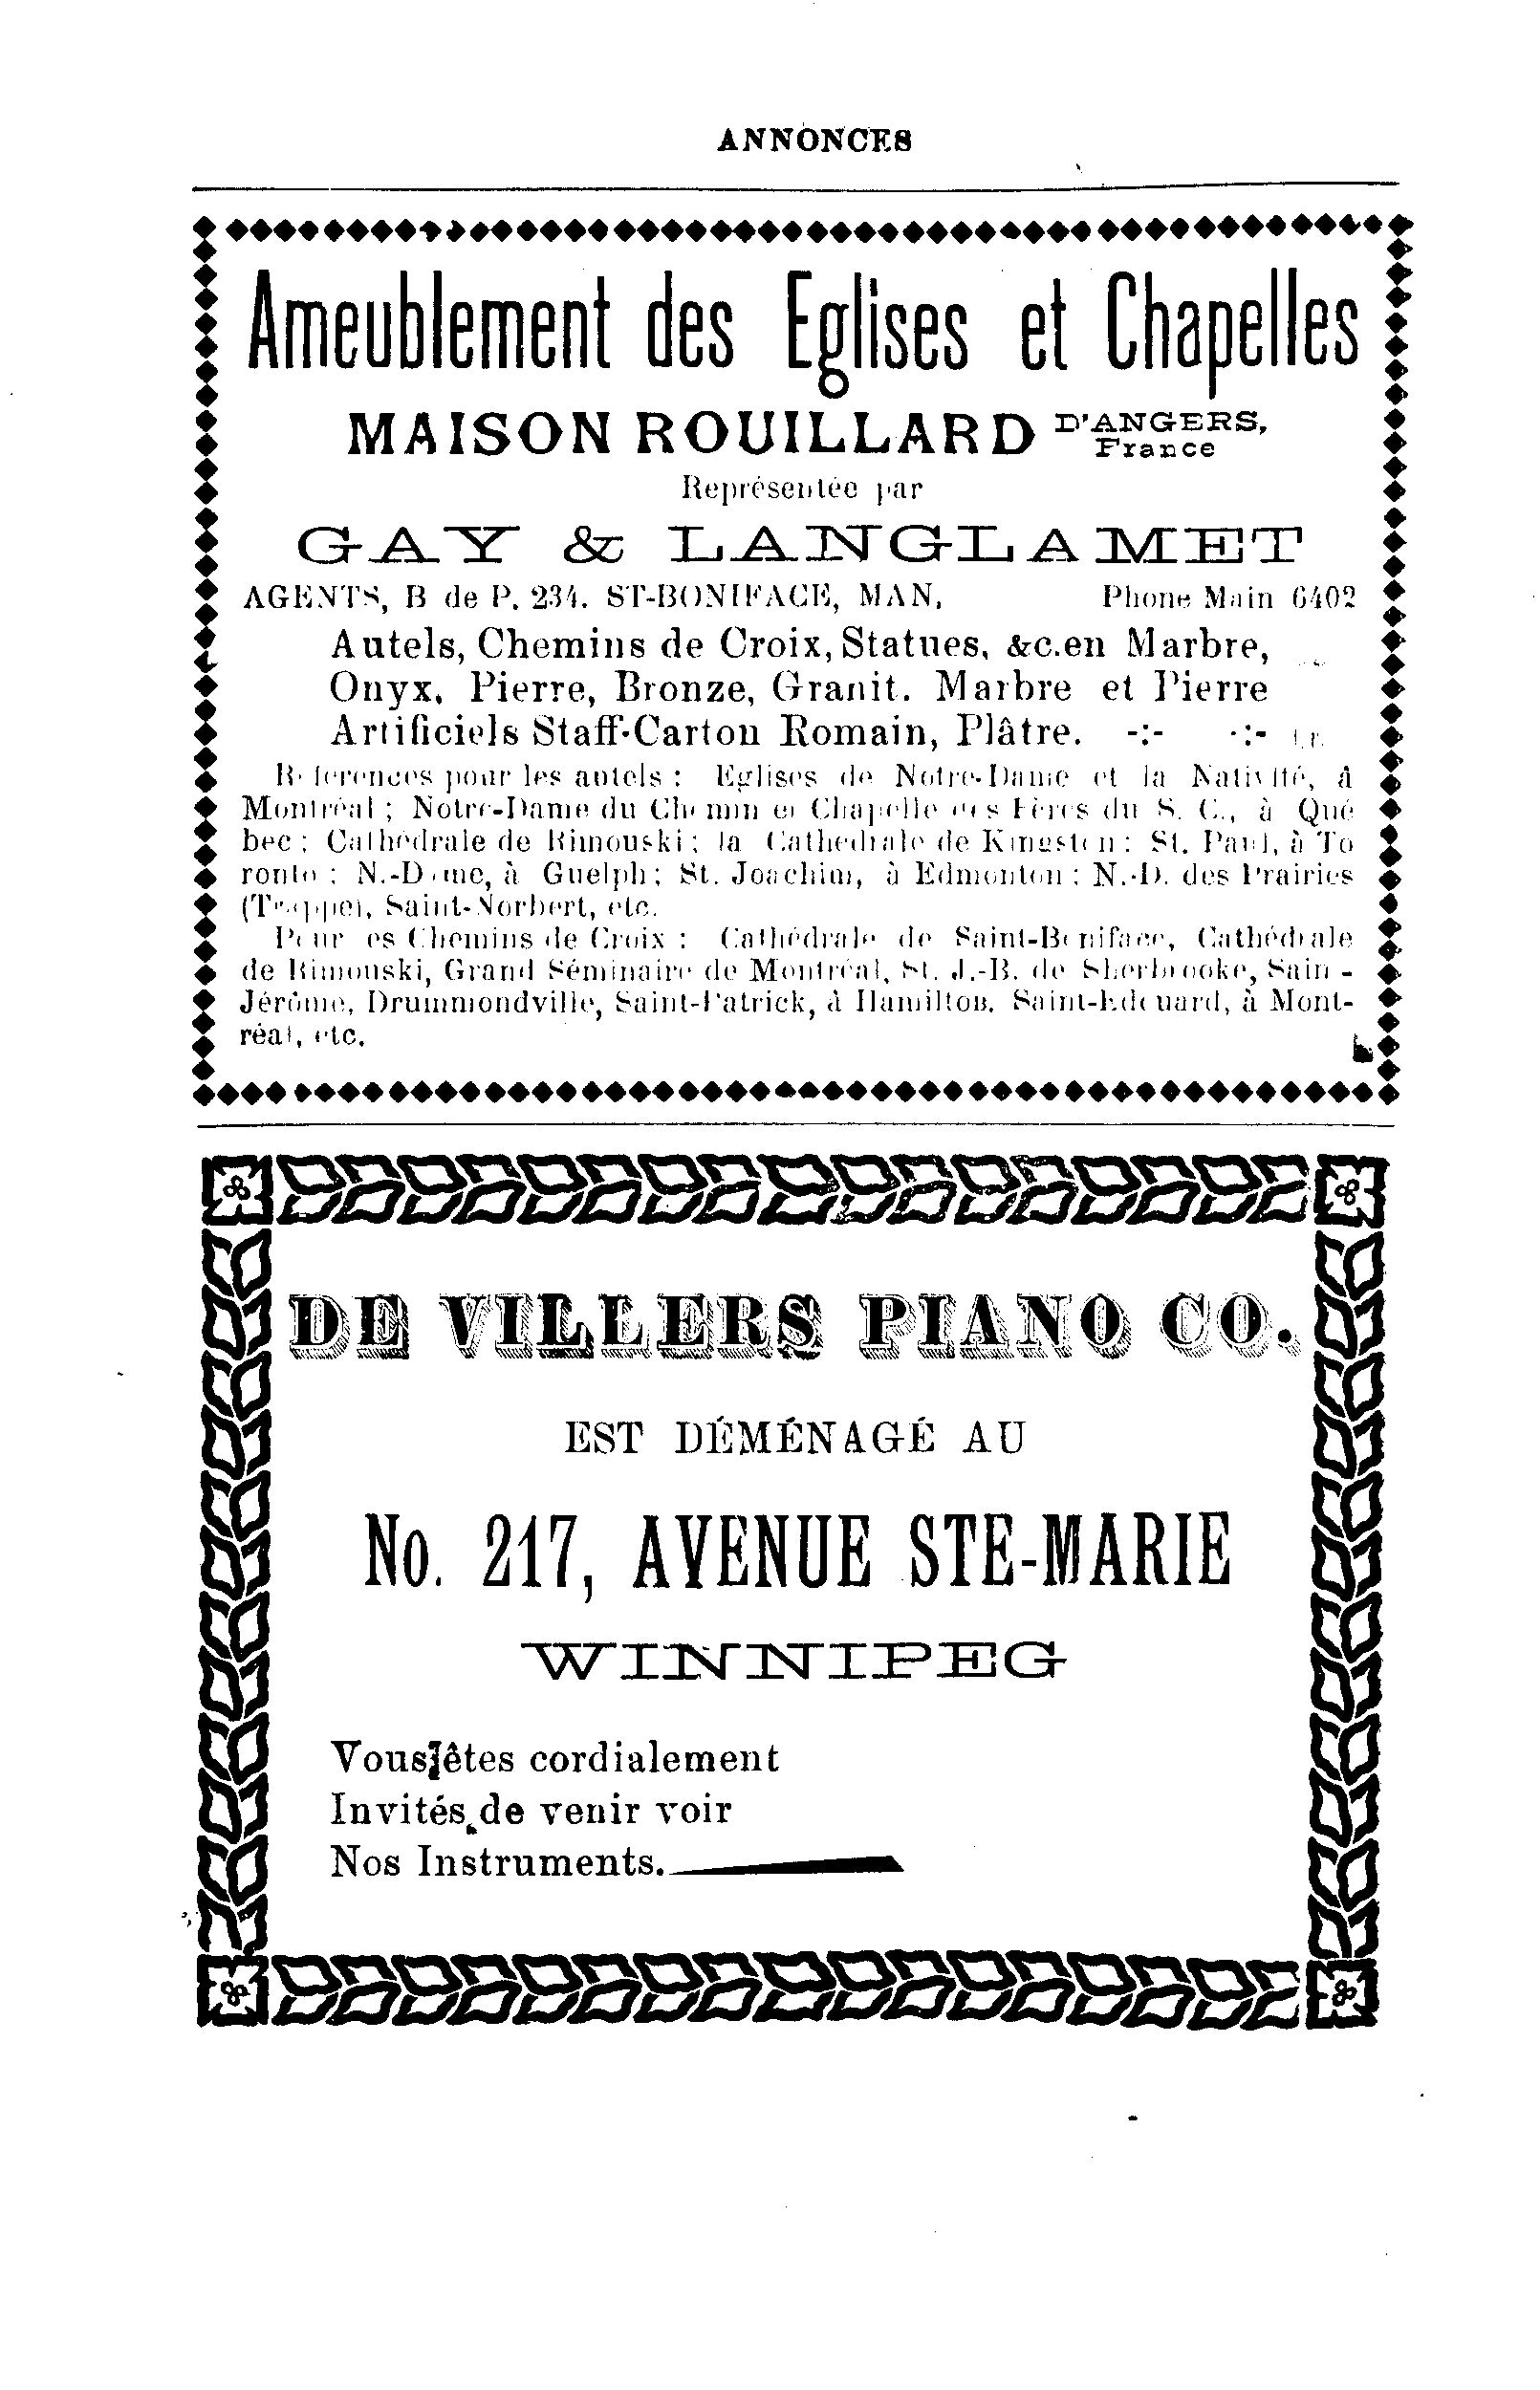 ANNONCES
Ameublement des Eglises et Chapelles
MAISON ROUILLARD D'ANGERS, France
Représentée par
GAY & LANGLAMET
AGENTS, B de P. 234. ST-BONIFACE, MAN, Phone Main 6402
Autels, Chemins de Croix, Statues, &c. en Marbre,
Onyx, Pierre, Bronze, Granit. Marbre et Pierre
Artificiels Staff-Carton Romain, Plâtre. -:- -:-
References pour les autels : Eglises de Notre-Dame et la Nativité, à
Montréal ; Notre-Dame du Chemin et Chapelle des Pères du S. C., à Qué
bec ; Cathédrale de Rimouski ; la Cathédrale de Kingston : St. Paul, à To
ronto ; N.-Dame, à Guelph ; St. Joachim, à Edmonton ; N.-D. des Prairies
(Trappe), Saint-Norbert, etc.
Pour les Chemins de Croix : Cathédrale de Saint-Boniface, Cathédrale
de Rimouski, Grand Séminaire de Montréal, St. J.-B. de Sherbrooke, Sain -
Jérôme, Drummondville, Saint-Patrick, à Hamilton. Saint-Edouard, à Mont-
réal, etc.
DE VILLERS PIANO CO.
EST DÉMÉNAGÉ AU
No. 217, AVENUE STE-MARIE
WINNIPEG
Vous êtes cordialement
Invités de venir voir
Nos Instruments.